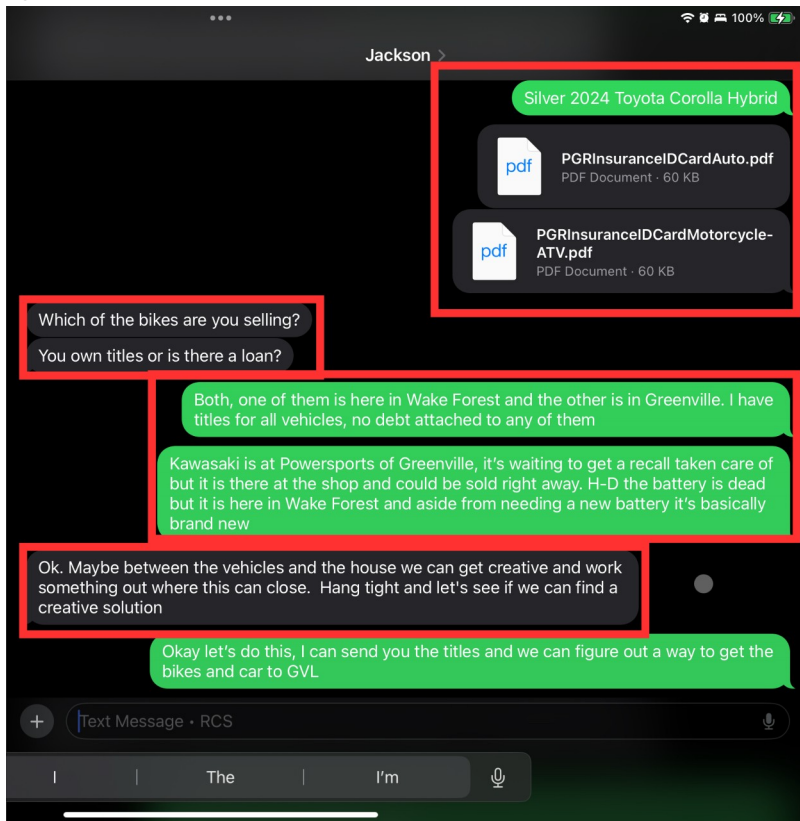 100%
Jackson >
Silver 2024 Toyota Corolla Hybrid
pdf
PGRInsuranceIDCardAuto.pdf
PDF Document · 60 KB
pdf
PGRInsuranceIDCardMotorcycle-
ATV.pdf
PDF Document · 60 KB
Which of the bikes are you selling?
You own titles or is there a loan?
Both, one of them is here in Wake Forest and the other is in Greenville. I have
titles for all vehicles, no debt attached to any of them
Kawasaki is at Powersports of Greenville, it’s waiting to get a recall taken care of
but it is there at the shop and could be sold right away. H-D the battery is dead
but it is here in Wake Forest and aside from needing a new battery it’s basically
brand new
Ok. Maybe between the vehicles and the house we can get creative and work
something out where this can close.  Hang tight and let's see if we can find a
creative solution
Okay let’s do this, I can send you the titles and we can figure out a way to get the
bikes and car to GVL
Text Message • RCS
I
The
I’m